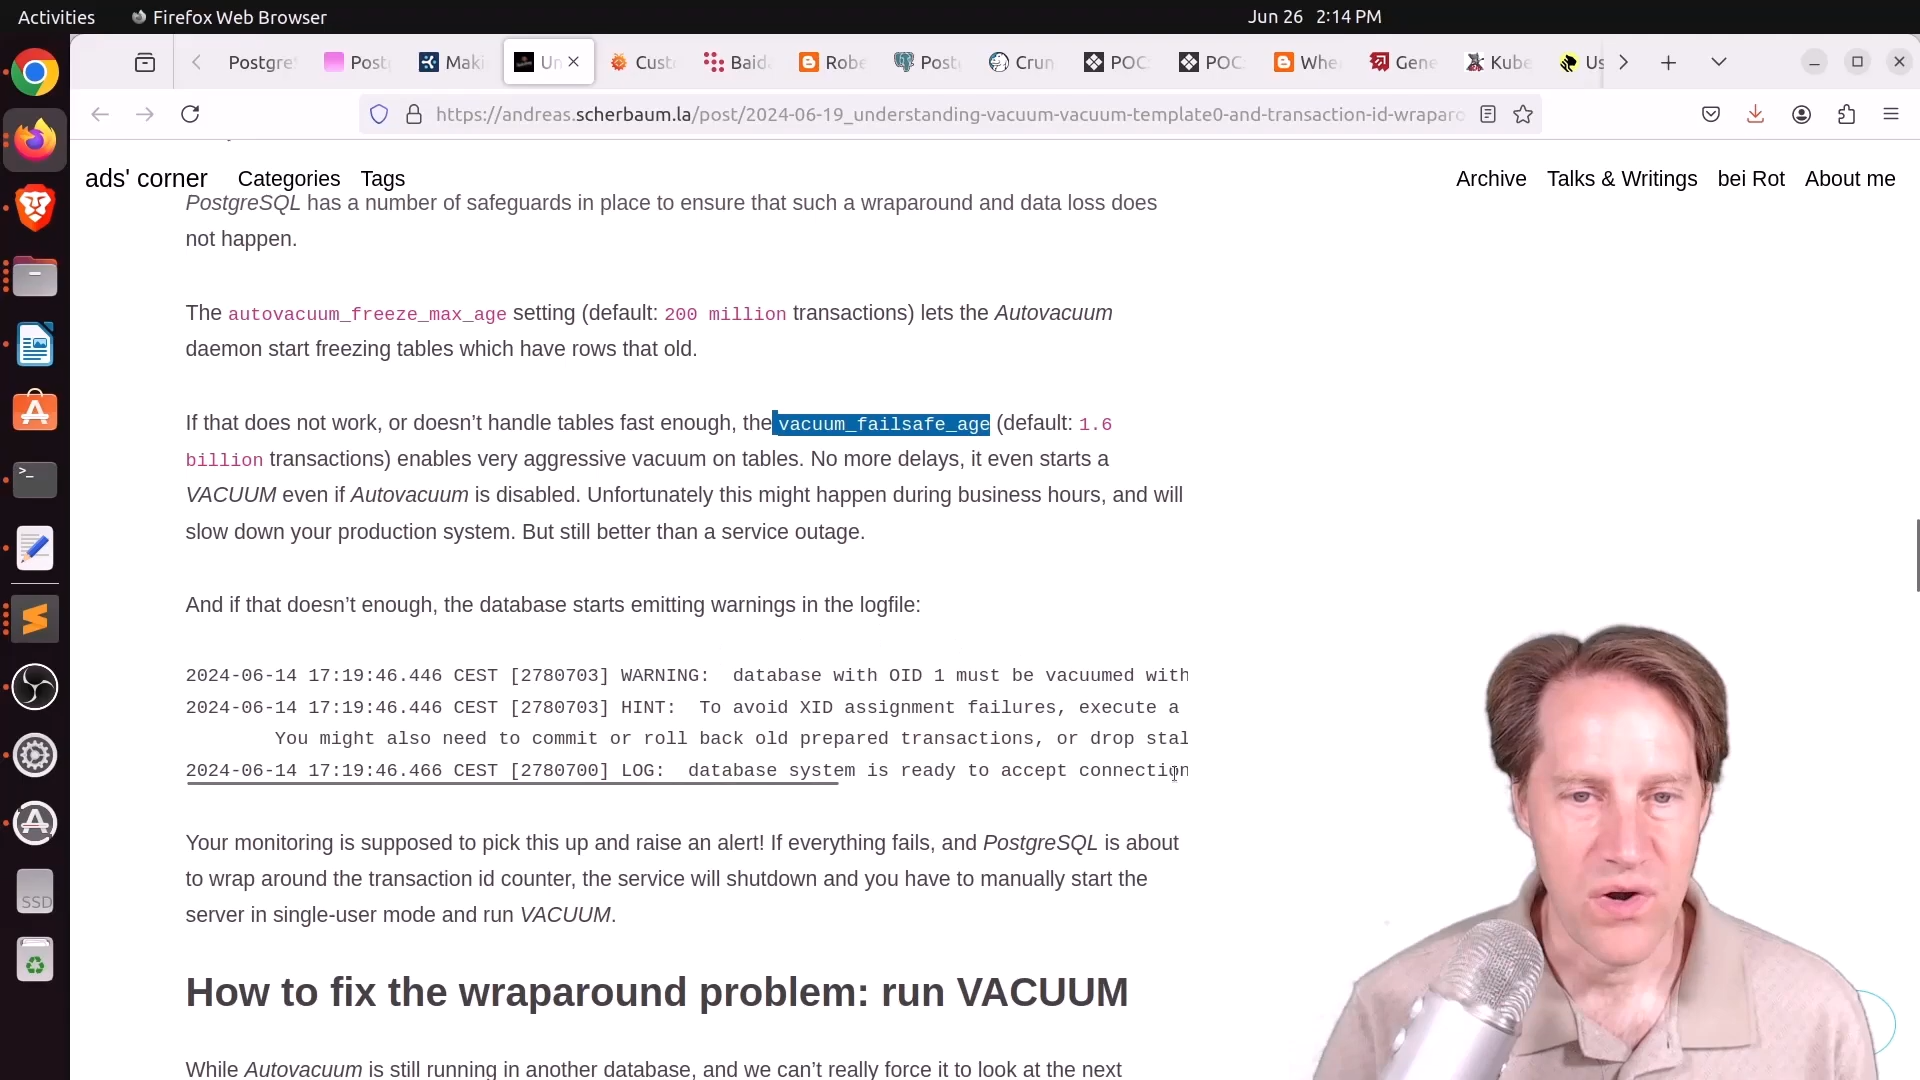 Activities
Firefox Web Browser
Jun 26 2:14 PM
Postgre
Post
Maki
Un
Cust
Baid
Robe
Post
Crun
POC
POC
Whe
Gene
Kube
Us
https://andreas.scherbaum.la/post/2024-06-19_understanding-vacuum-vacuum-template0-and-transaction-id-wraparo
ads' corner
Categories
Tags
Archive
Talks & Writings
bei Rot
About me
PostgreSQL has a number of safeguards in place to ensure that such a wraparound and data loss does
not happen.
The autovacuum_freeze_max_age setting (default: 200 million transactions) lets the Autovacuum
daemon start freezing tables which have rows that old.
If that does not work, or doesn’t handle tables fast enough, the vacuum_failsafe_age (default: 1.6
billion transactions) enables very aggressive vacuum on tables. No more delays, it even starts a
VACUUM even if Autovacuum is disabled. Unfortunately this might happen during business hours, and will
slow down your production system. But still better than a service outage.
And if that doesn’t enough, the database starts emitting warnings in the logfile:
2024-06-14 17:19:46.446 CEST [2780703] WARNING:  database with OID 1 must be vacuumed with
2024-06-14 17:19:46.446 CEST [2780703] HINT:  To avoid XID assignment failures, execute a
You might also need to commit or roll back old prepared transactions, or drop stal
2024-06-14 17:19:46.466 CEST [2780700] LOG:  database system is ready to accept connection
Your monitoring is supposed to pick this up and raise an alert! If everything fails, and PostgreSQL is about
to wrap around the transaction id counter, the service will shutdown and you have to manually start the
server in single-user mode and run VACUUM.
How to fix the wraparound problem: run VACUUM
While Autovacuum is still running in another database, and we can’t really force it to look at the next
SSD